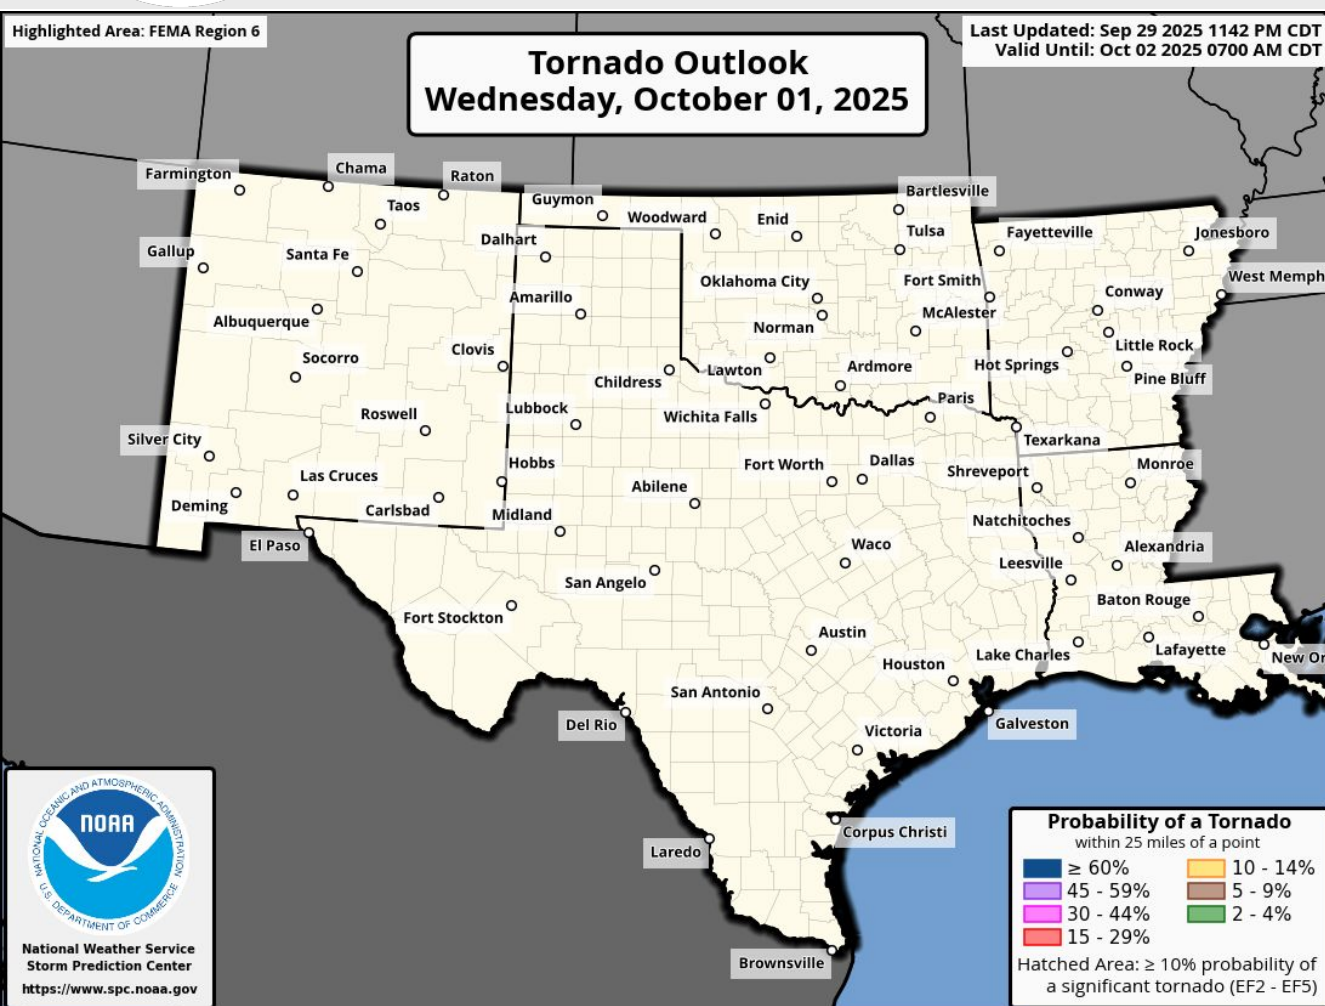 Highlighted Area: FEMA Region 6
Last Updated: Sep 29 2025 1142 PM CDT
Valid Until: Oct 02 2025 0700 AM CDT
Tornado Outlook
Wednesday, October 01, 2025
Farmington
Chama
Raton
Guymon
Bartlesville
Taos
Woodward
Enid
Tulsa
Fayetteville
Jonesboro
Gallup
Santa Fe
Dalhart
Oklahoma City
Fort Smith
West Memph
Amarillo
Conway
Albuquerque
Norman
McAlester
Little Rock
Socorro
Clovis
Childress
Lawton
Ardmore
Hot Springs
Pine Bluff
Roswell
Lubbock
Wichita Falls
Paris
Silver City
Texarkana
Las Cruces
Hobbs
Fort Worth
Dallas
Shreveport
Monroe
Deming
Carlsbad
Midland
Abilene
Natchitoches
El Paso
Waco
Alexandria
San Angelo
Leesville
Fort Stockton
Baton Rouge
Austin
Lake Charles
Lafayette
New Or
Houston
San Antonio
Del Rio
Galveston
Victoria
Corpus Christi
Laredo
Brownsville
NATIONAL OCEANIC AND ATMOSPHERIC ADMINISTRATION
NOAA
U.S. DEPARTMENT OF COMMERCE
National Weather Service
Storm Prediction Center
https://www.spc.noaa.gov
Probability of a Tornado
within 25 miles of a point
≥ 60%
10 - 14%
45 - 59%
5 - 9%
30 - 44%
2 - 4%
15 - 29%
Hatched Area: ≥ 10% probability of
a significant tornado (EF2 - EF5)